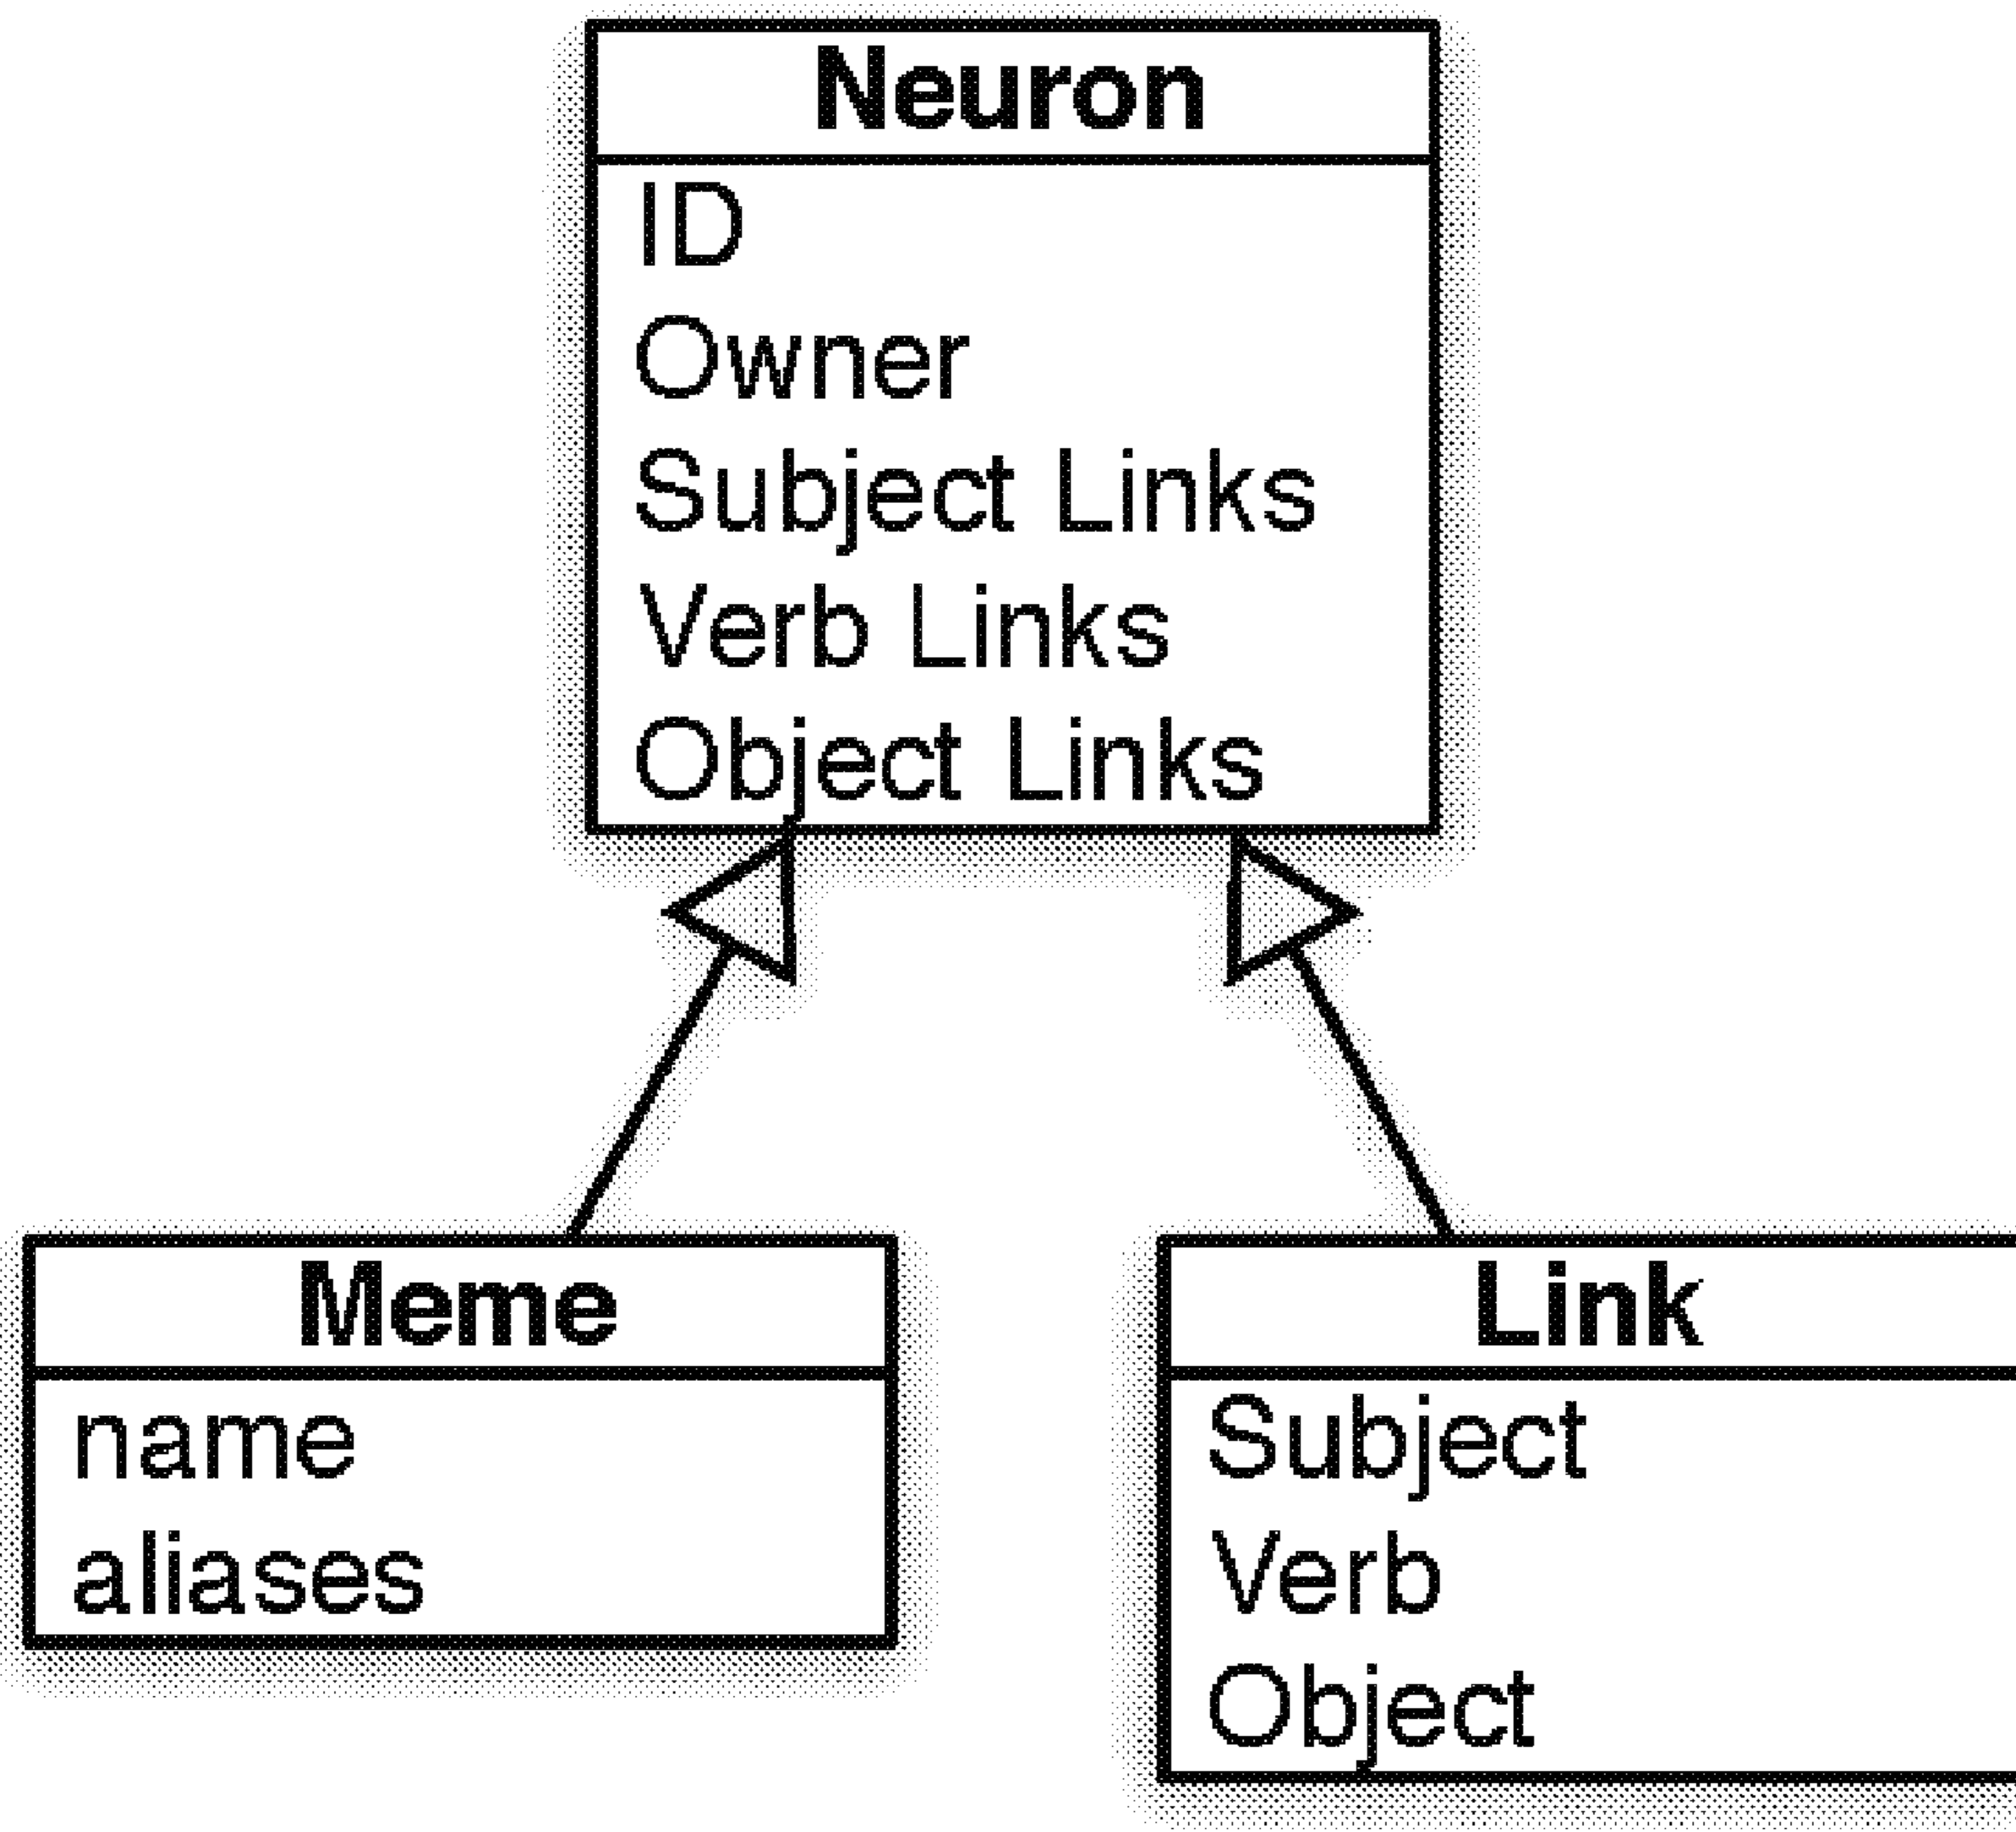 Neuron
ID
Owner
Subject Links
Verb Links
Object Links
Meme
name
aliases
Link
Subject
Verb
Object